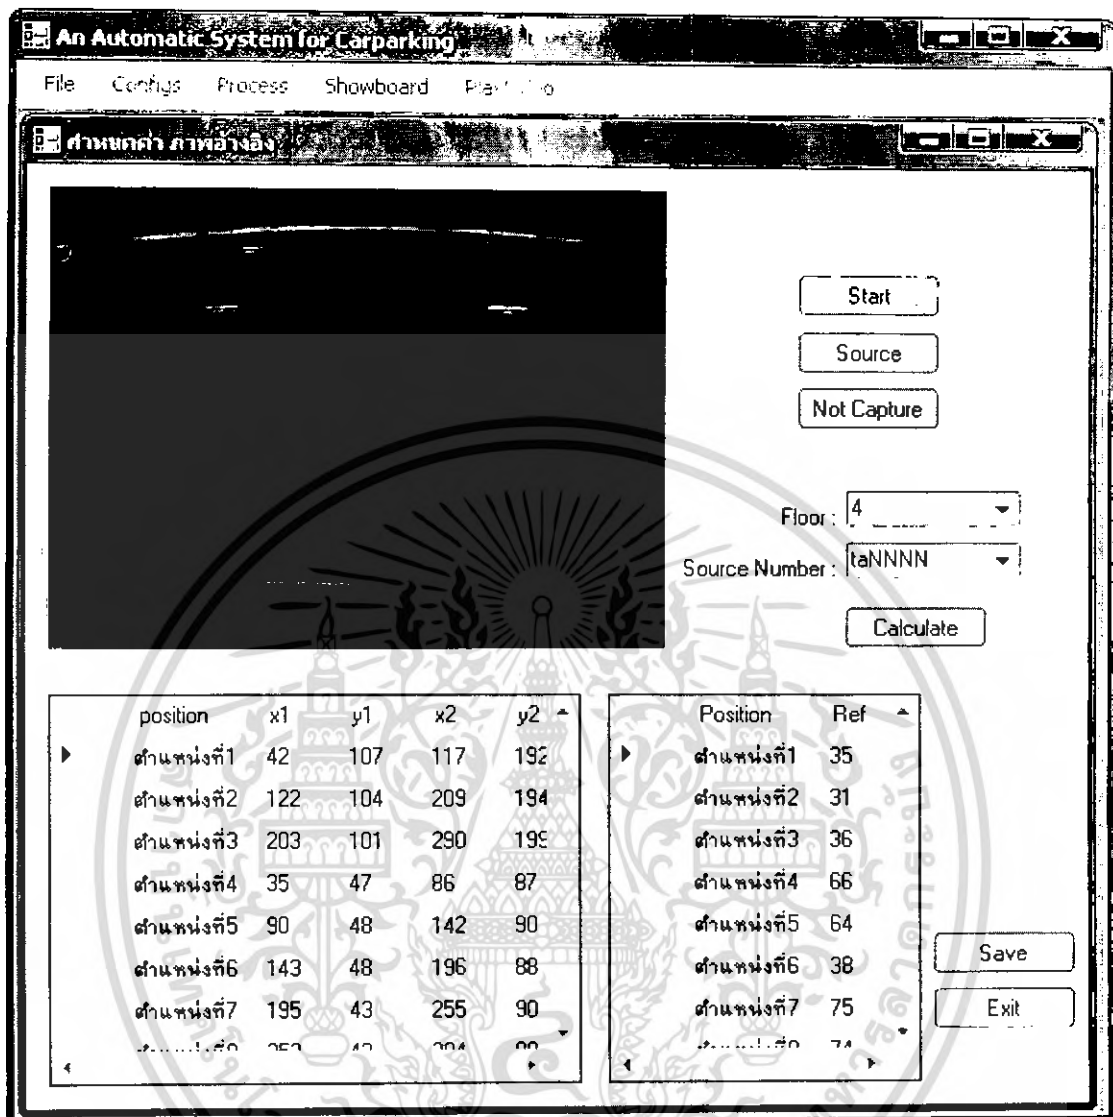 An Automatic System for Carparking
File Configs Process Showboard
กำหนดค่า ภาพอ้างอิง
Start
Source
Not Capture
Floor : 4
Source Number : taNNNN
Calculate
position x1 y1 x2 y2
ตำแหน่งที่1 42 107 117 192
ตำแหน่งที่2 122 104 209 194
ตำแหน่งที่3 203 101 290 199
ตำแหน่งที่4 35 47 86 87
ตำแหน่งที่5 90 48 142 90
ตำแหน่งที่6 143 48 196 88
ตำแหน่งที่7 195 43 255 90
Position Ref
ตำแหน่งที่1 35
ตำแหน่งที่2 31
ตำแหน่งที่3 36
ตำแหน่งที่4 66
ตำแหน่งที่5 64
ตำแหน่งที่6 38
ตำแหน่งที่7 75
Save
Exit